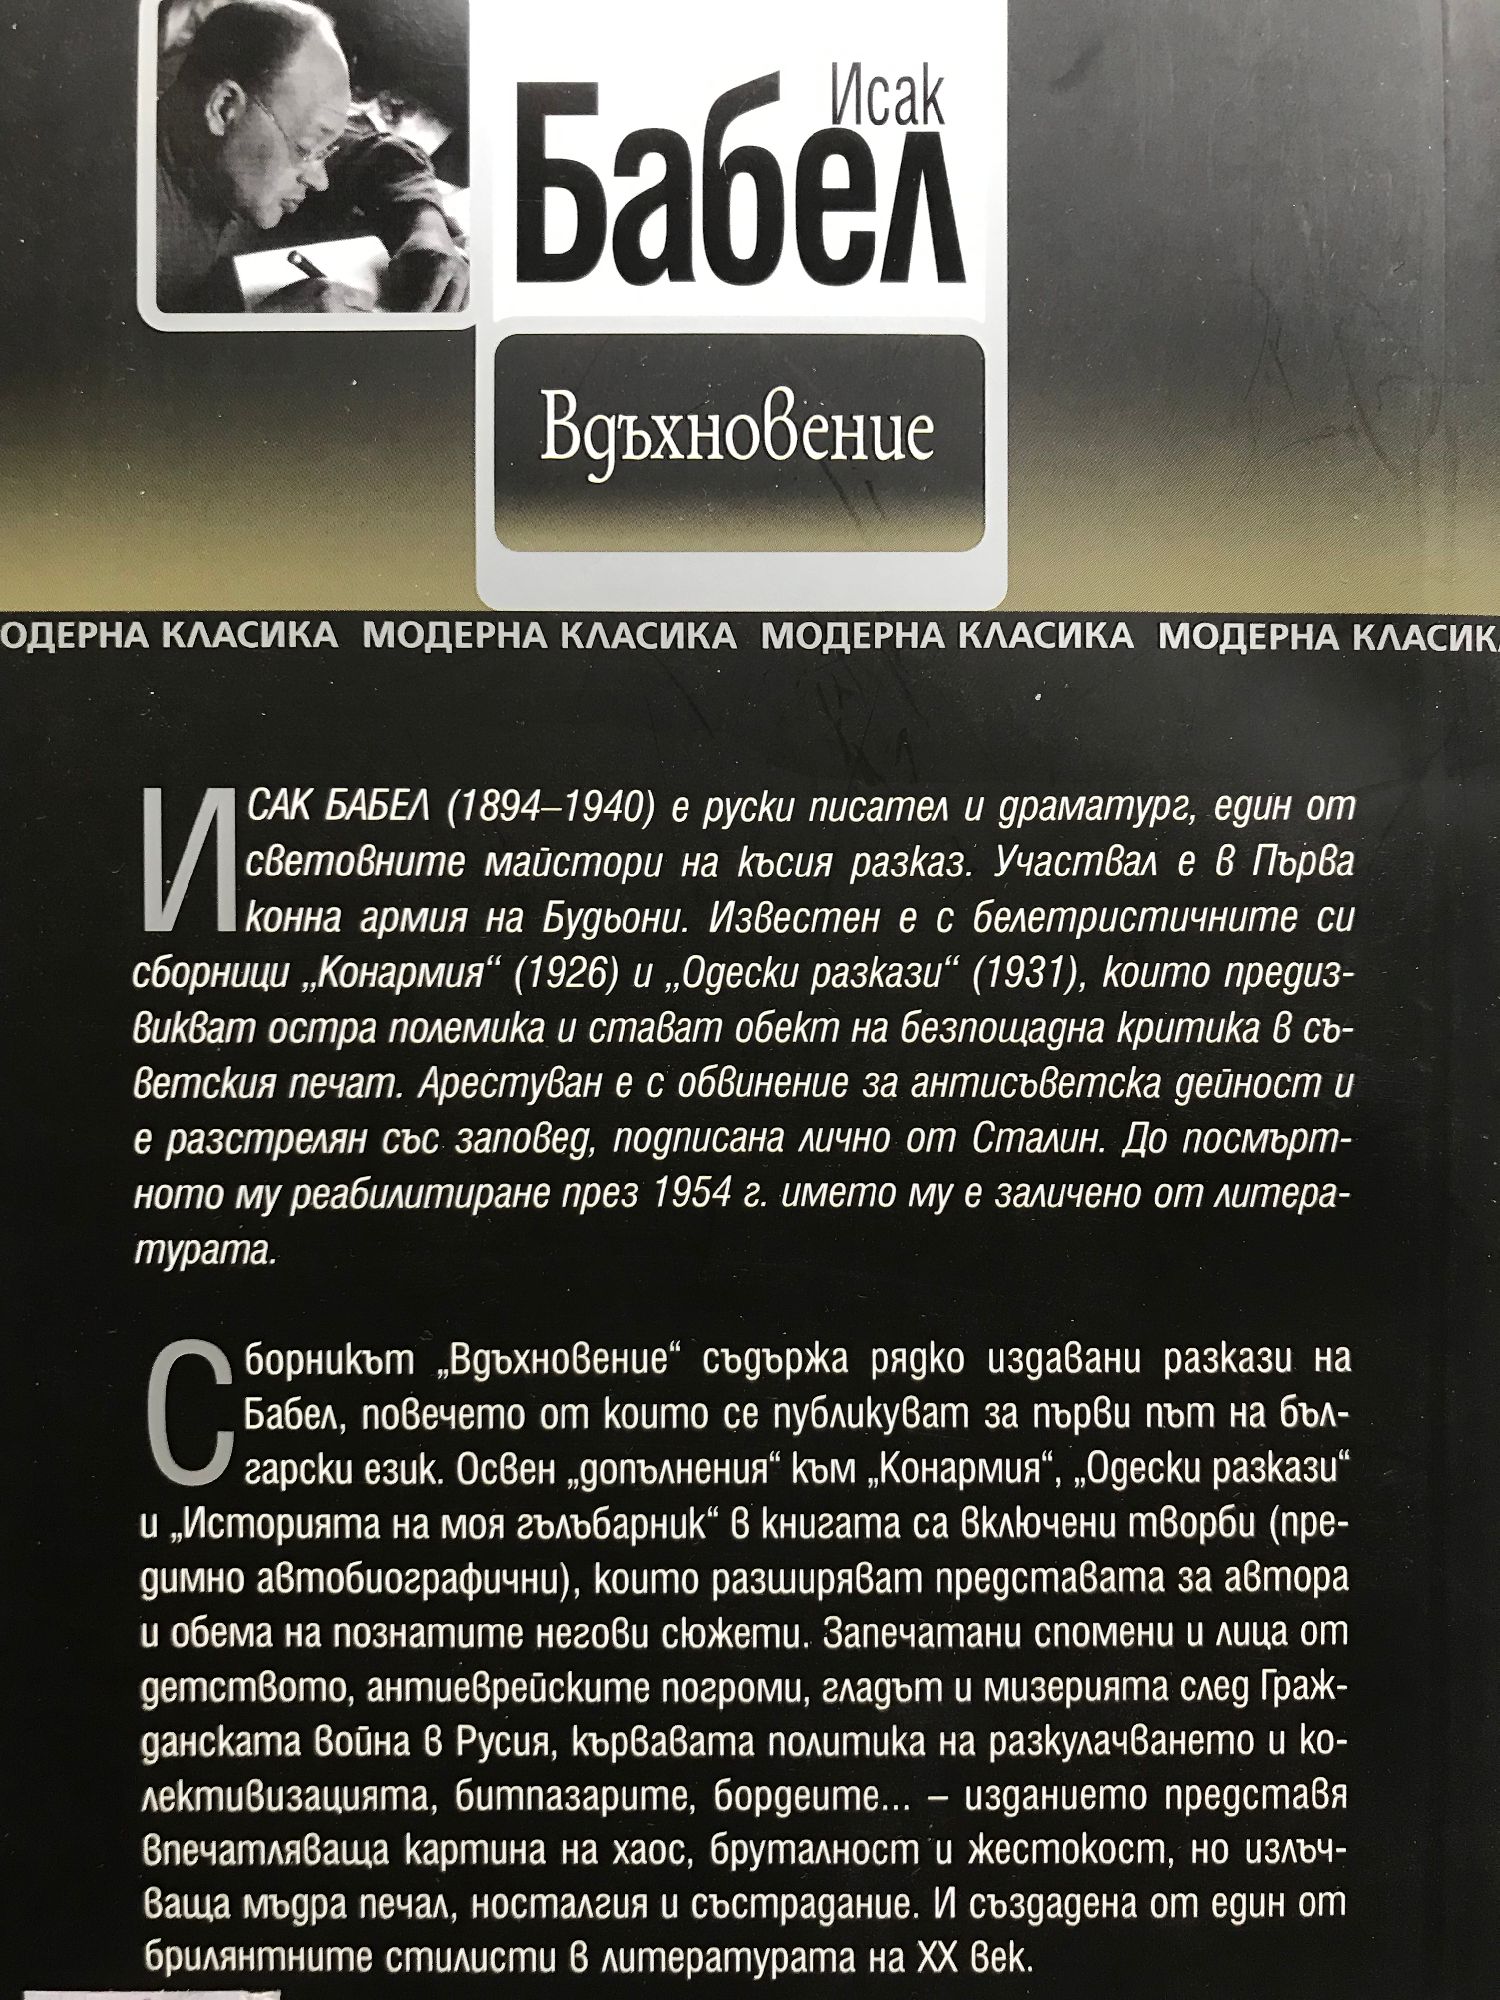 Исак
Бабел
Вдъхновение
ОДЕРНА КЛАСИКА МОДЕРНА КЛАСИКА МОДЕРНА КЛАСИКА МОДЕРНА КЛАСИК
ИСАК БАБЕЛ (1894–1940) е руски писател и драматург, един от
световните майстори на късия разказ. Участвал е в Първа
конна армия на Будьони. Известен е с белетристичните си
сборници „Конармия“ (1926) и „Одески разкази“ (1931), които предиз-
викват остра полемика и стават обект на безпощадна критика в съ-
ветския печат. Арестуван е с обвинение за антисъветска дейност и
е разстрелян със заповед, подписана лично от Сталин. До посмърт-
ното му реабилитиране през 1954 г. името му е заличено от литера-
турата.
Сборникът „Вдъхновение“ съдържа рядко издавани разкази на
Бабел, повечето от които се публикуват за първи път на бъл-
гарски език. Освен „допълнения“ към „Конармия“, „Одески разкази“
и „Историята на моя гълъбарник“ в книгата са включени творби (пре-
димно автобиографични), които разширяват представата за автора
и обема на познатите негови сюжети. Запечатани спомени и лица от
детството, антиеврейските погроми, гладът и мизерията след Граж-
данската война в Русия, кървавата политика на разкулачването и ко-
лективизацията, битпазарите, бордеите... – изданието представя
впечатляваща картина на хаос, бруталност и жестокост, но излъч-
ваща мъдра печал, носталгия и състрадание. И създадена от един от
брилянтните стилисти в литературата на XX век.